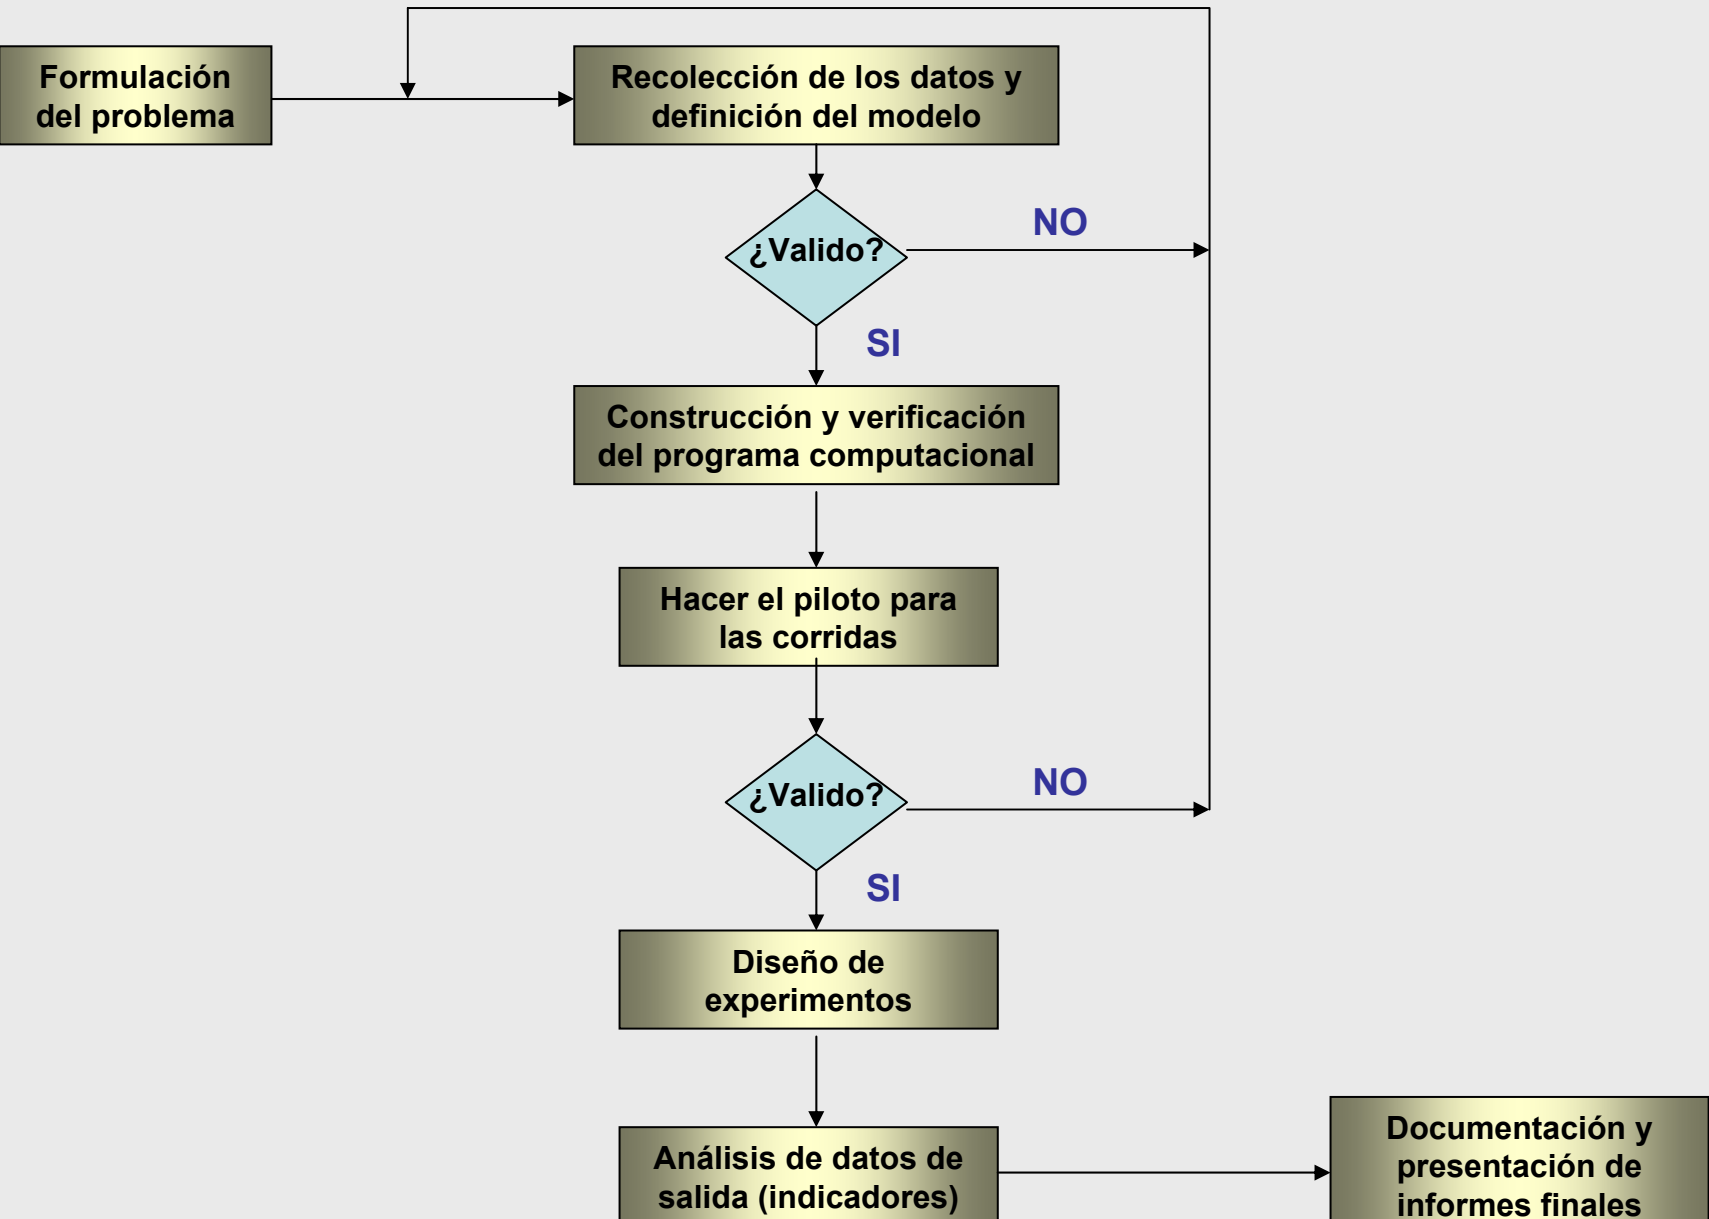 Formulación
del problema
Recolección de los datos y
definición del modelo
¿Valido?
NO
SI
Construcción y verificación
del programa computacional
Hacer el piloto para
las corridas
¿Valido?
NO
SI
Diseño de
experimentos
Análisis de datos de
salida (indicadores)
Documentación y
presentación de
informes finales